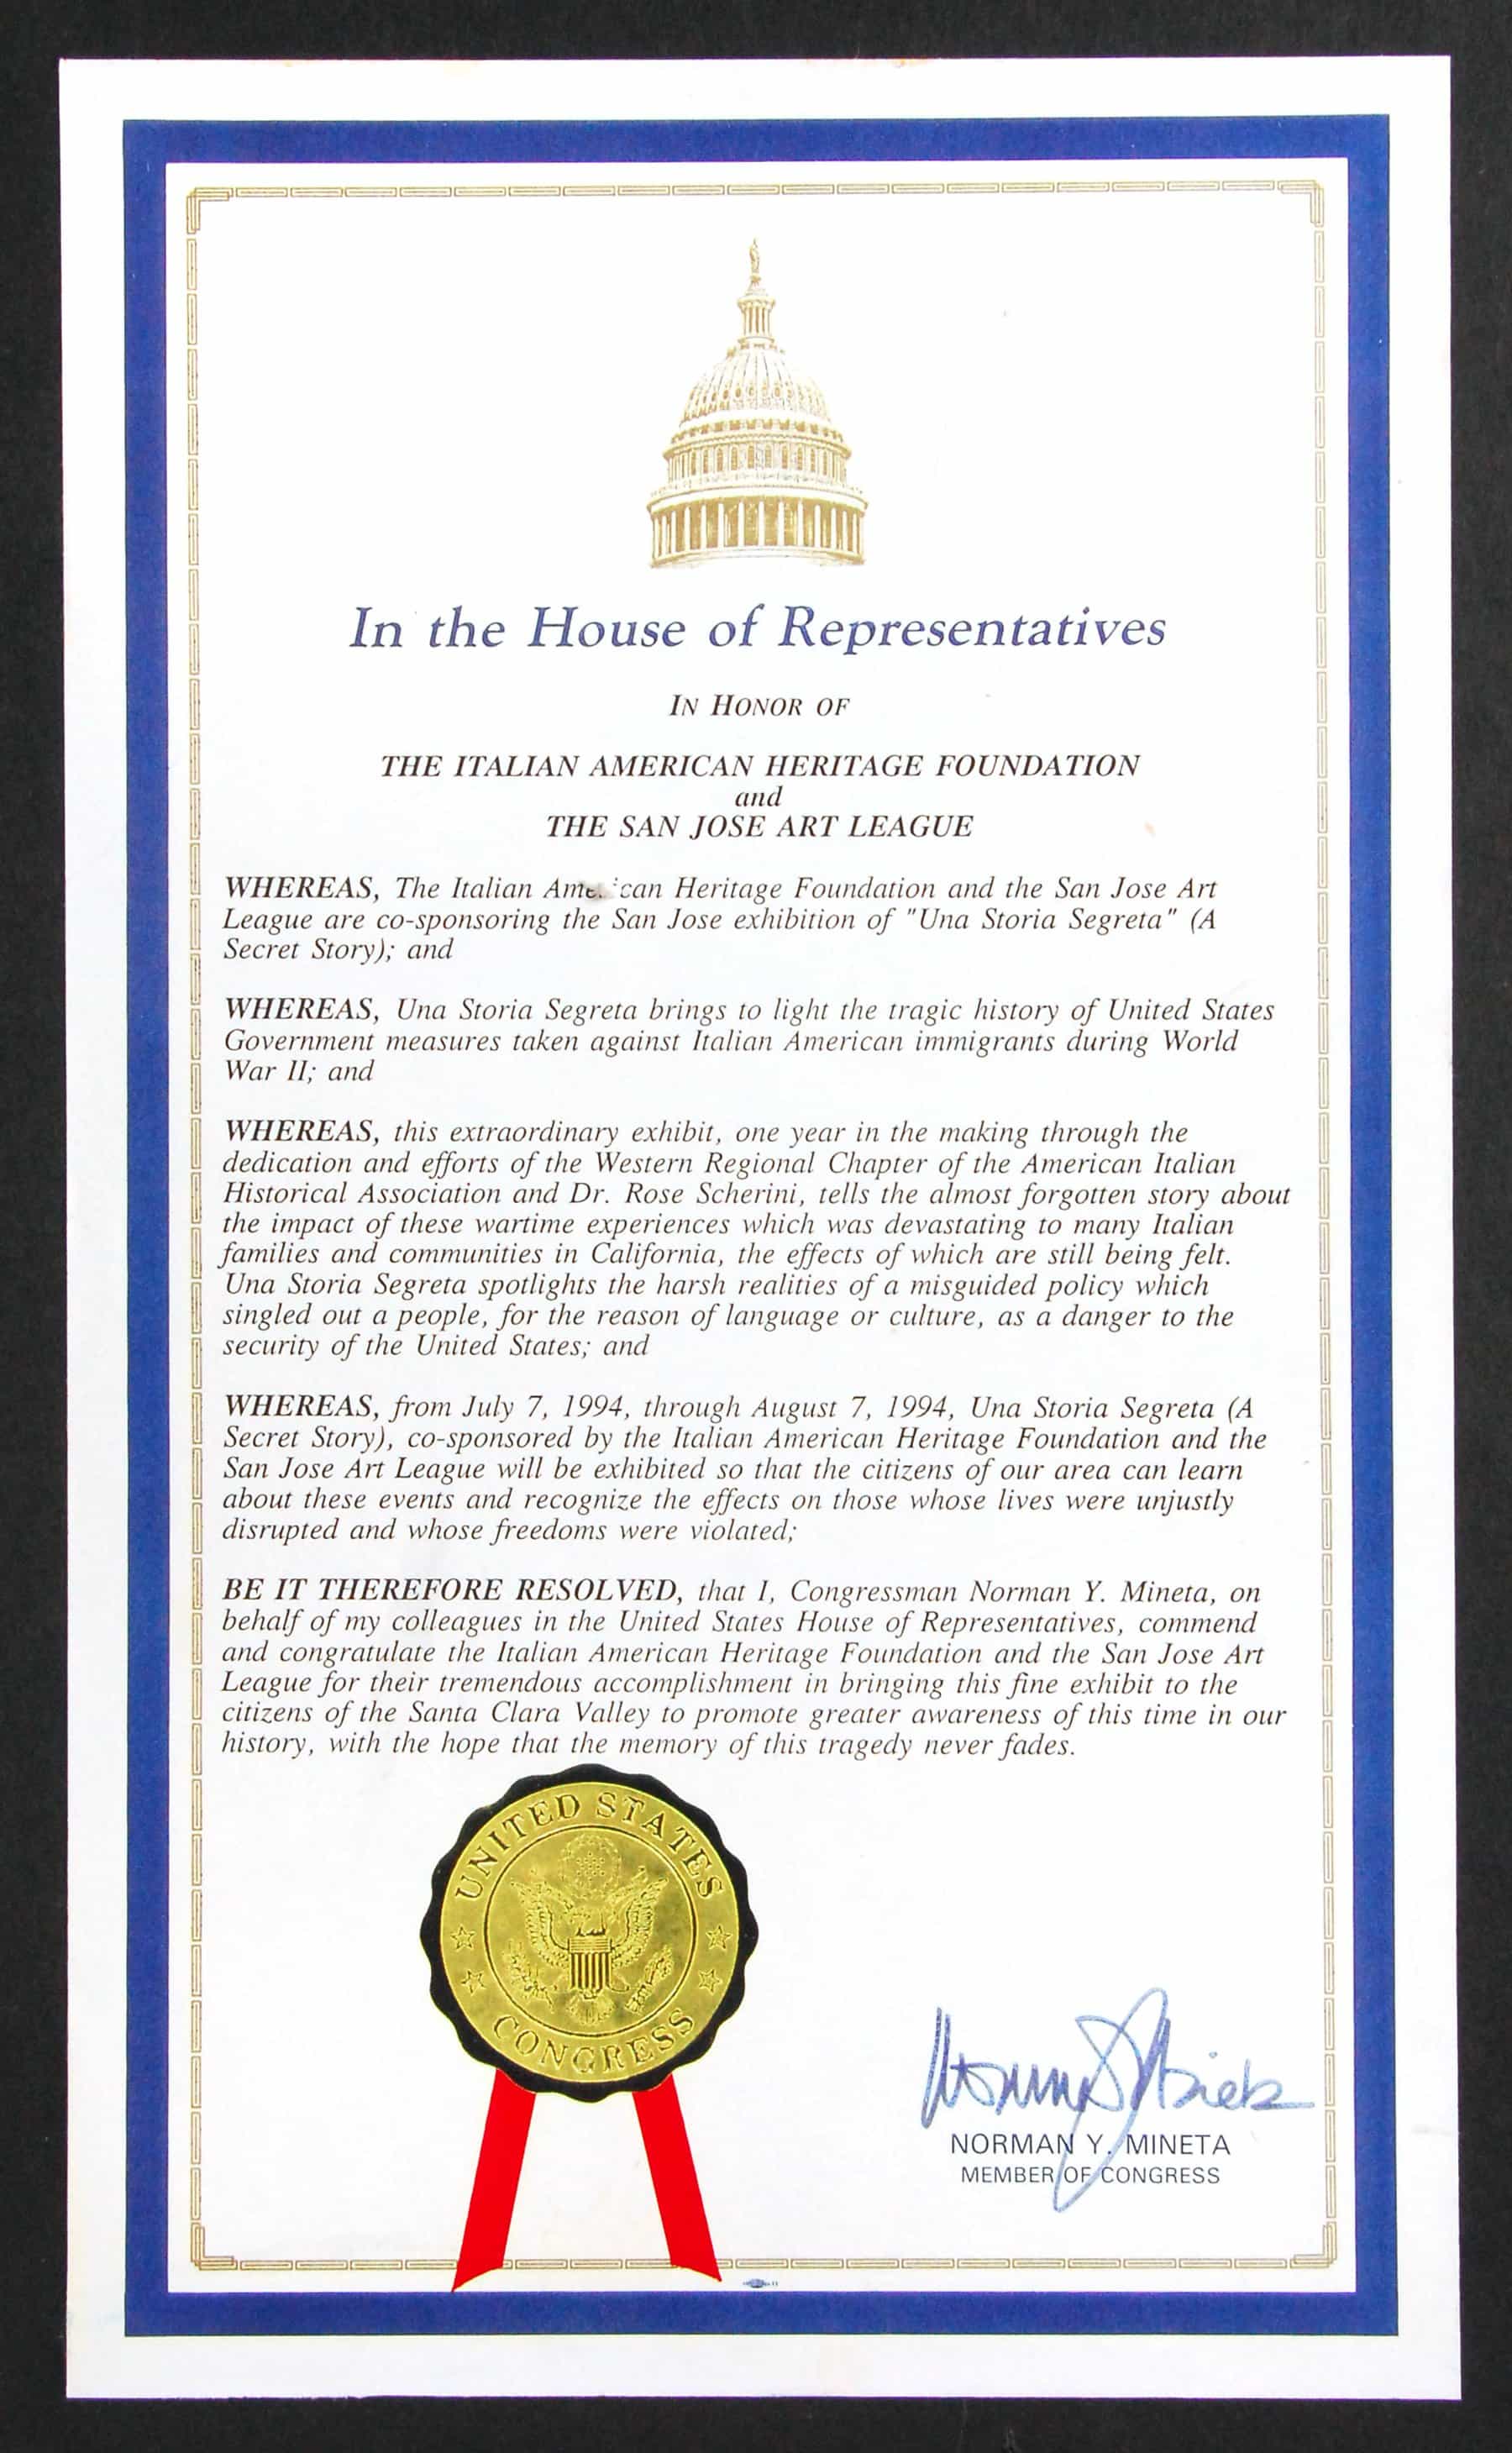 In the House of Representatives
IN HONOR OF
THE ITALIAN AMERICAN HERITAGE FOUNDATION
and
THE SAN JOSE ART LEAGUE
WHEREAS, The Italian American Heritage Foundation and the San Jose Art
League are co-sponsoring the San Jose exhibition of "Una Storia Segreta" (A
Secret Story); and
WHEREAS, Una Storia Segreta brings to light the tragic history of United States
Government measures taken against Italian American immigrants during World
War II; and
WHEREAS, this extraordinary exhibit, one year in the making through the
dedication and efforts of the Western Regional Chapter of the American Italian
Historical Association and Dr. Rose Scherini, tells the almost forgotten story about
the impact of these wartime experiences which was devastating to many Italian
families and communities in California, the effects of which are still being felt.
Una Storia Segreta spotlights the harsh realities of a misguided policy which
singled out a people, for the reason of language or culture, as a danger to the
security of the United States; and
WHEREAS, from July 7, 1994, through August 7, 1994, Una Storia Segreta (A
Secret Story), co-sponsored by the Italian American Heritage Foundation and the
San Jose Art League will be exhibited so that the citizens of our area can learn
about these events and recognize the effects on those whose lives were unjustly
disrupted and whose freedoms were violated;
BE IT THEREFORE RESOLVED, that I, Congressman Norman Y. Mineta, on
behalf of my colleagues in the United States House of Representatives, commend
and congratulate the Italian American Heritage Foundation and the San Jose Art
League for their tremendous accomplishment in bringing this fine exhibit to the
citizens of the Santa Clara Valley to promote greater awareness of this time in our
history, with the hope that the memory of this tragedy never fades.
UNITED STATES
CONGRESS
Norman Y. Mineta
NORMAN Y. MINETA
MEMBER OF CONGRESS